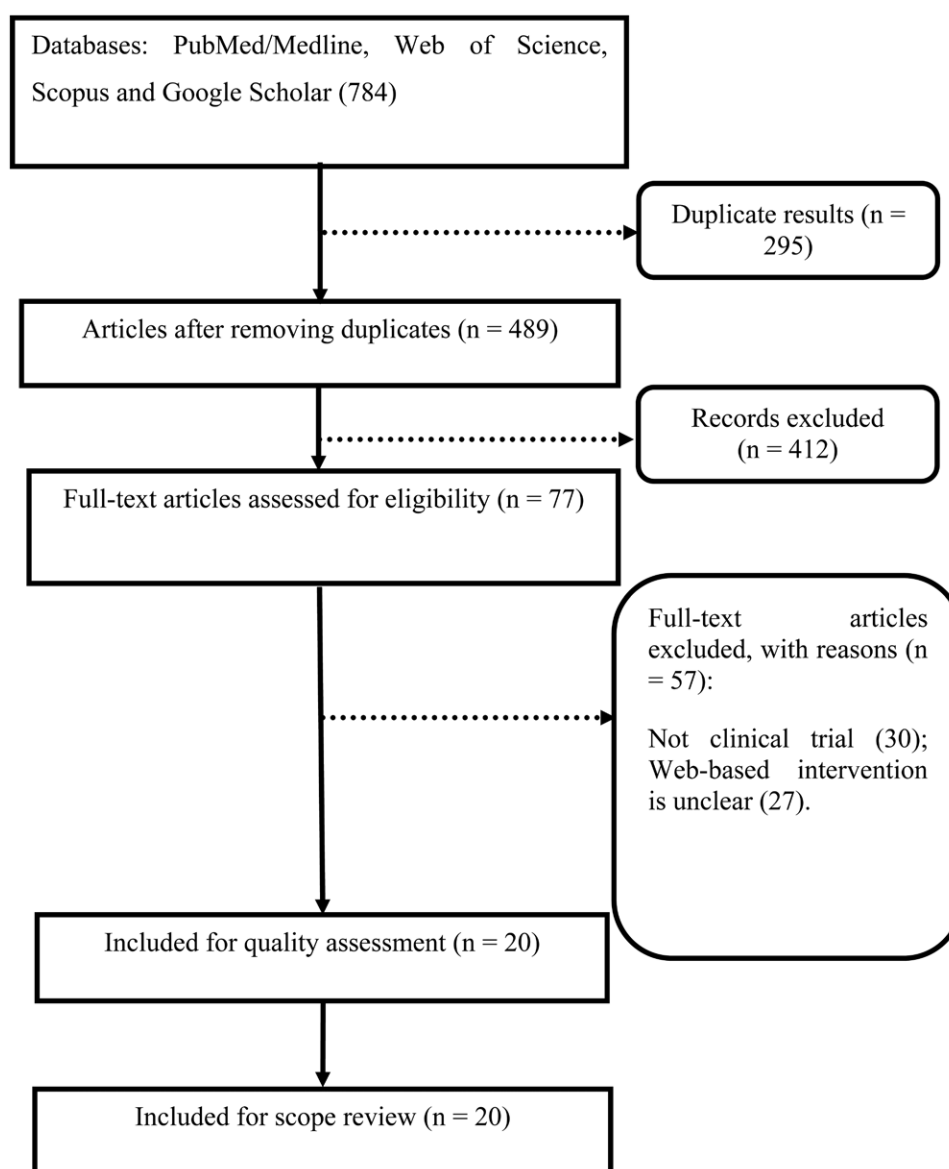 Databases: PubMed/Medline, Web of Science,
Scopus and Google Scholar (784)
Duplicate results (n =
295)
Articles after removing duplicates (n = 489)
Records excluded
(n = 412)
Full-text articles assessed for eligibility (n = 77)
Full-text articles
excluded, with reasons (n
= 57):
Not clinical trial (30);
Web-based intervention
is unclear (27).
Included for quality assessment (n = 20)
Included for scope review (n = 20)